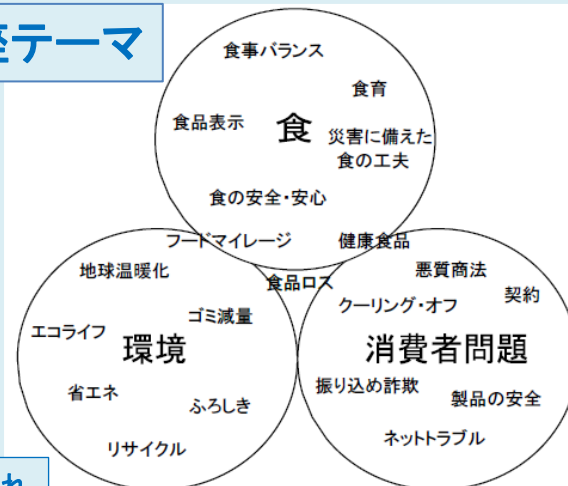 座テーマ
食事バランス
食育
食品表示
食
災害に備えた
食の工夫
食の安全・安心
フードマイレージ
健康食品
食品ロス
地球温暖化
ゴミ減量
エコライフ
環境
省エネ
ふろしき
リサイクル
悪質商法
契約
クーリング・オフ
消費者問題
振り込め詐欺
製品の安全
ネットトラブル
れ